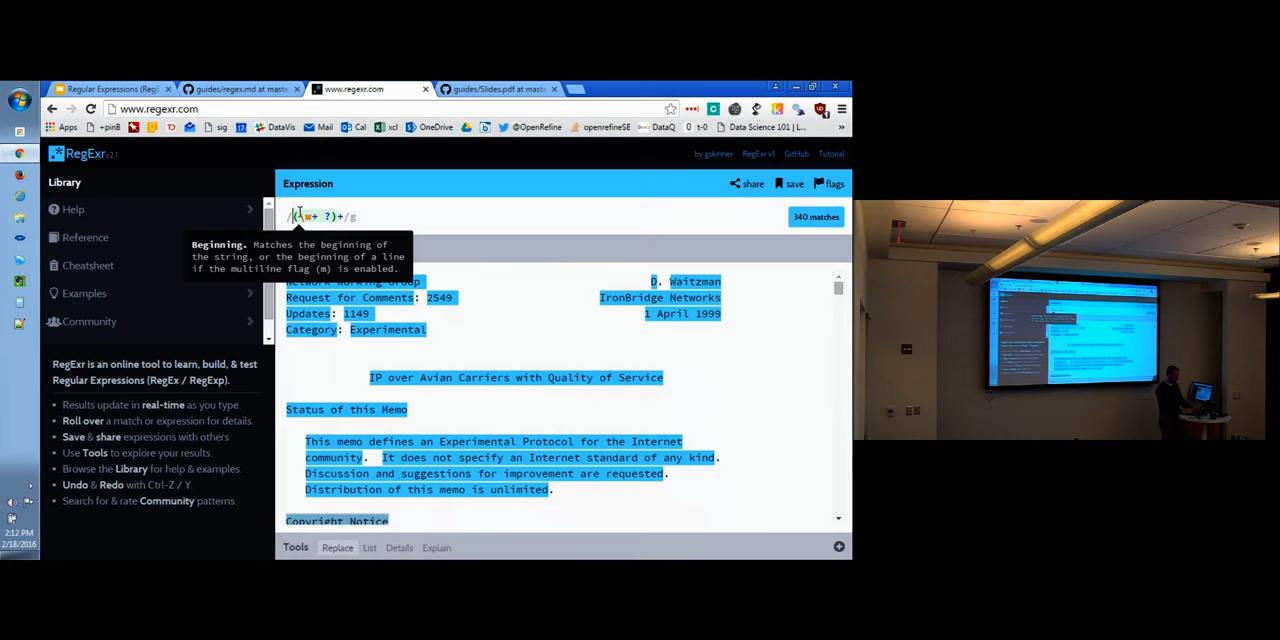 Regular Expressions (RegE
guides/regex.md at maste
www.regexr.com
guides/Slides.pdf at maste
www.regexr.com
Apps +pinB sig 17 DataVis Mail Cal xcl OneDrive @OpenRefine openrefineSE DataQ t-0 Data Science 101 | L...
RegExr v2.1
by gskinner RegExr v1 GitHub Tutorial
Library
Help
Reference
Cheatsheet
Examples
Community
RegExr is an online tool to learn, build, & test
Regular Expressions (RegEx / RegExp).
Results update in real-time as you type.
Roll over a match or expression for details.
Save & share expressions with others.
Use Tools to explore your results.
Browse the Library for help & examples.
Undo & Redo with Ctrl-Z / Y.
Search for & rate Community patterns.
Expression
share save flags
/(\w+ ?)+/g
340 matches
Beginning. Matches the beginning of
the string, or the beginning of a line
if the multiline flag (m) is enabled.
Network Working Group D. Waitzman
Request for Comments: 2549 IronBridge Networks
Updates: 1149 1 April 1999
Category: Experimental
IP over Avian Carriers with Quality of Service
Status of this Memo
This memo defines an Experimental Protocol for the Internet
community. It does not specify an Internet standard of any kind.
Discussion and suggestions for improvement are requested.
Distribution of this memo is unlimited.
Copyright Notice
Tools Replace List Details Explain
2:12 PM
2/18/2016